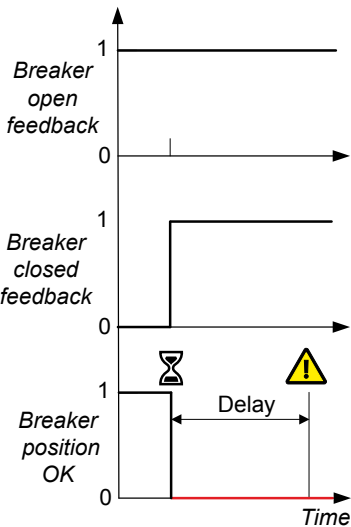 1
Breaker
open
feedback
0
1
Breaker
closed
feedback
0
1
Delay
Breaker
position
OK
0
Time